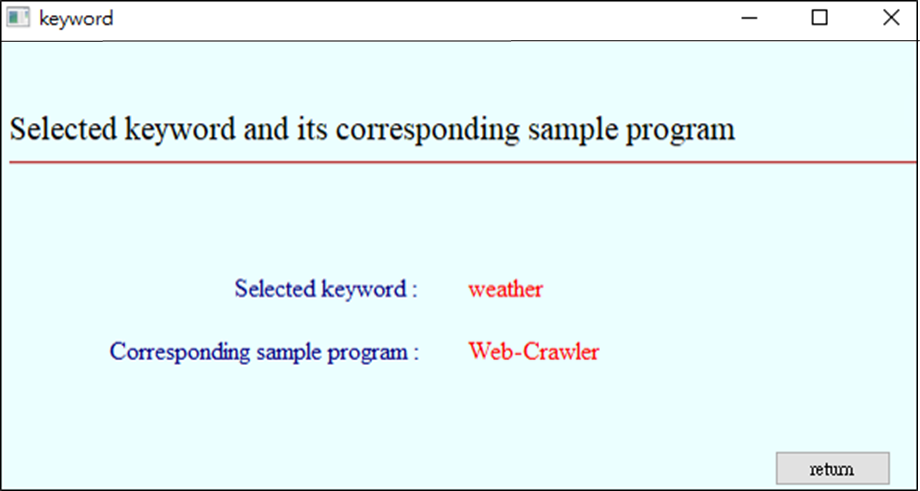 keyword
Selected keyword and its corresponding sample program
Selected keyword : weather
Corresponding sample program : Web-Crawler
return